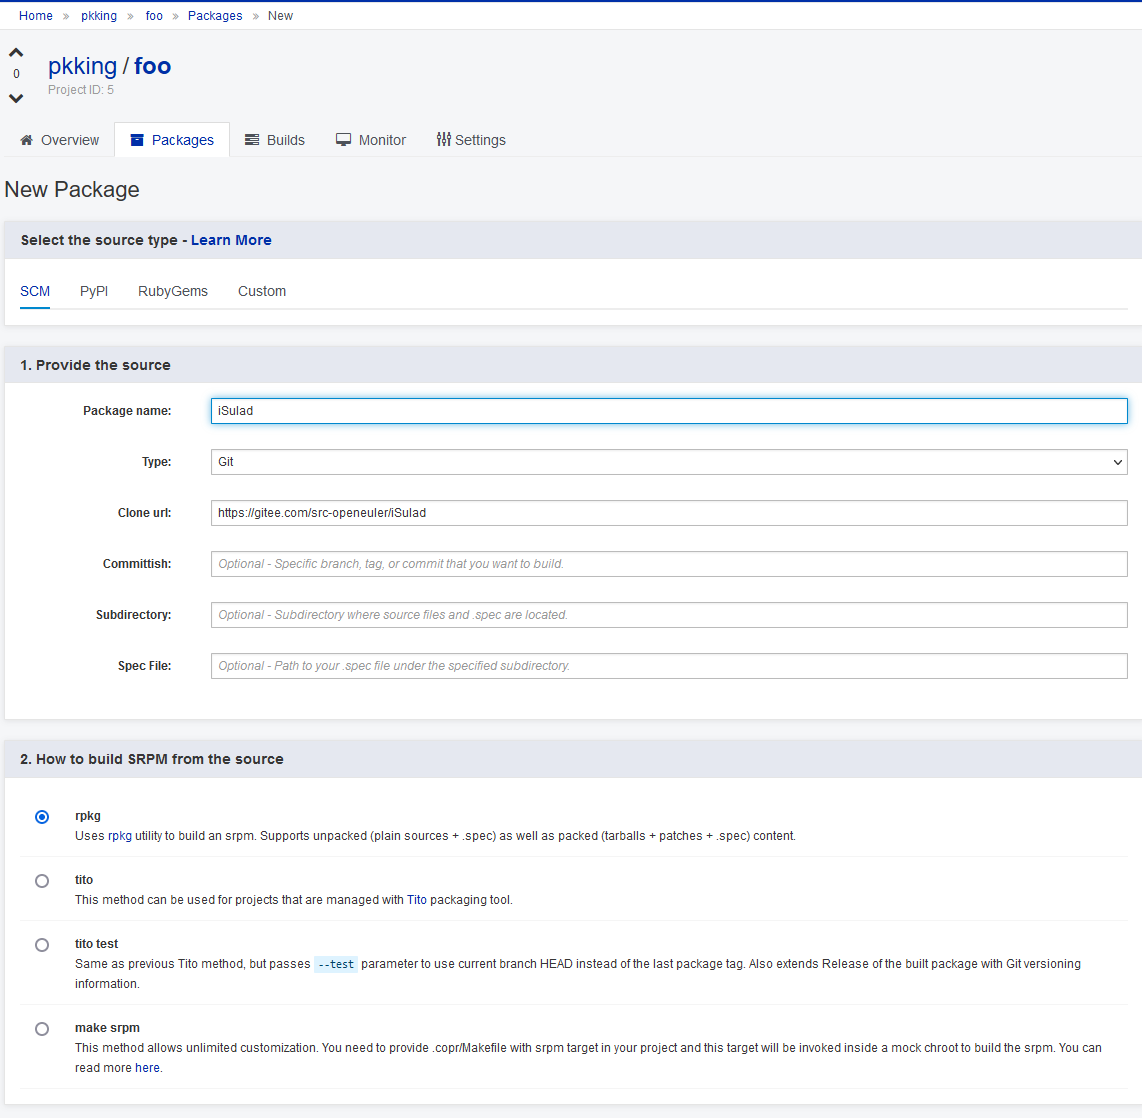 Home » pkking » foo » Packages » New
0
pkking / foo
Project ID: 5
Overview Packages Builds Monitor Settings
New Package
Select the source type - Learn More
SCM PyPI RubyGems Custom
1. Provide the source
Package name: iSulad
Type: Git
Clone url: https://gitee.com/src-openeuler/iSulad
Committish: Optional - Specific branch, tag, or commit that you want to build.
Subdirectory: Optional - Subdirectory where source files and .spec are located.
Spec File: Optional - Path to your .spec file under the specified subdirectory.
2. How to build SRPM from the source
rpkg
Uses rpkg utility to build an srpm. Supports unpacked (plain sources + .spec) as well as packed (tarballs + patches + .spec) content.
tito
This method can be used for projects that are managed with Tito packaging tool.
tito test
Same as previous Tito method, but passes --test parameter to use current branch HEAD instead of the last package tag. Also extends Release of the built package with Git versioning
information.
make srpm
This method allows unlimited customization. You need to provide .copr/Makefile with srpm target in your project and this target will be invoked inside a mock chroot to build the srpm. You can
read more here.